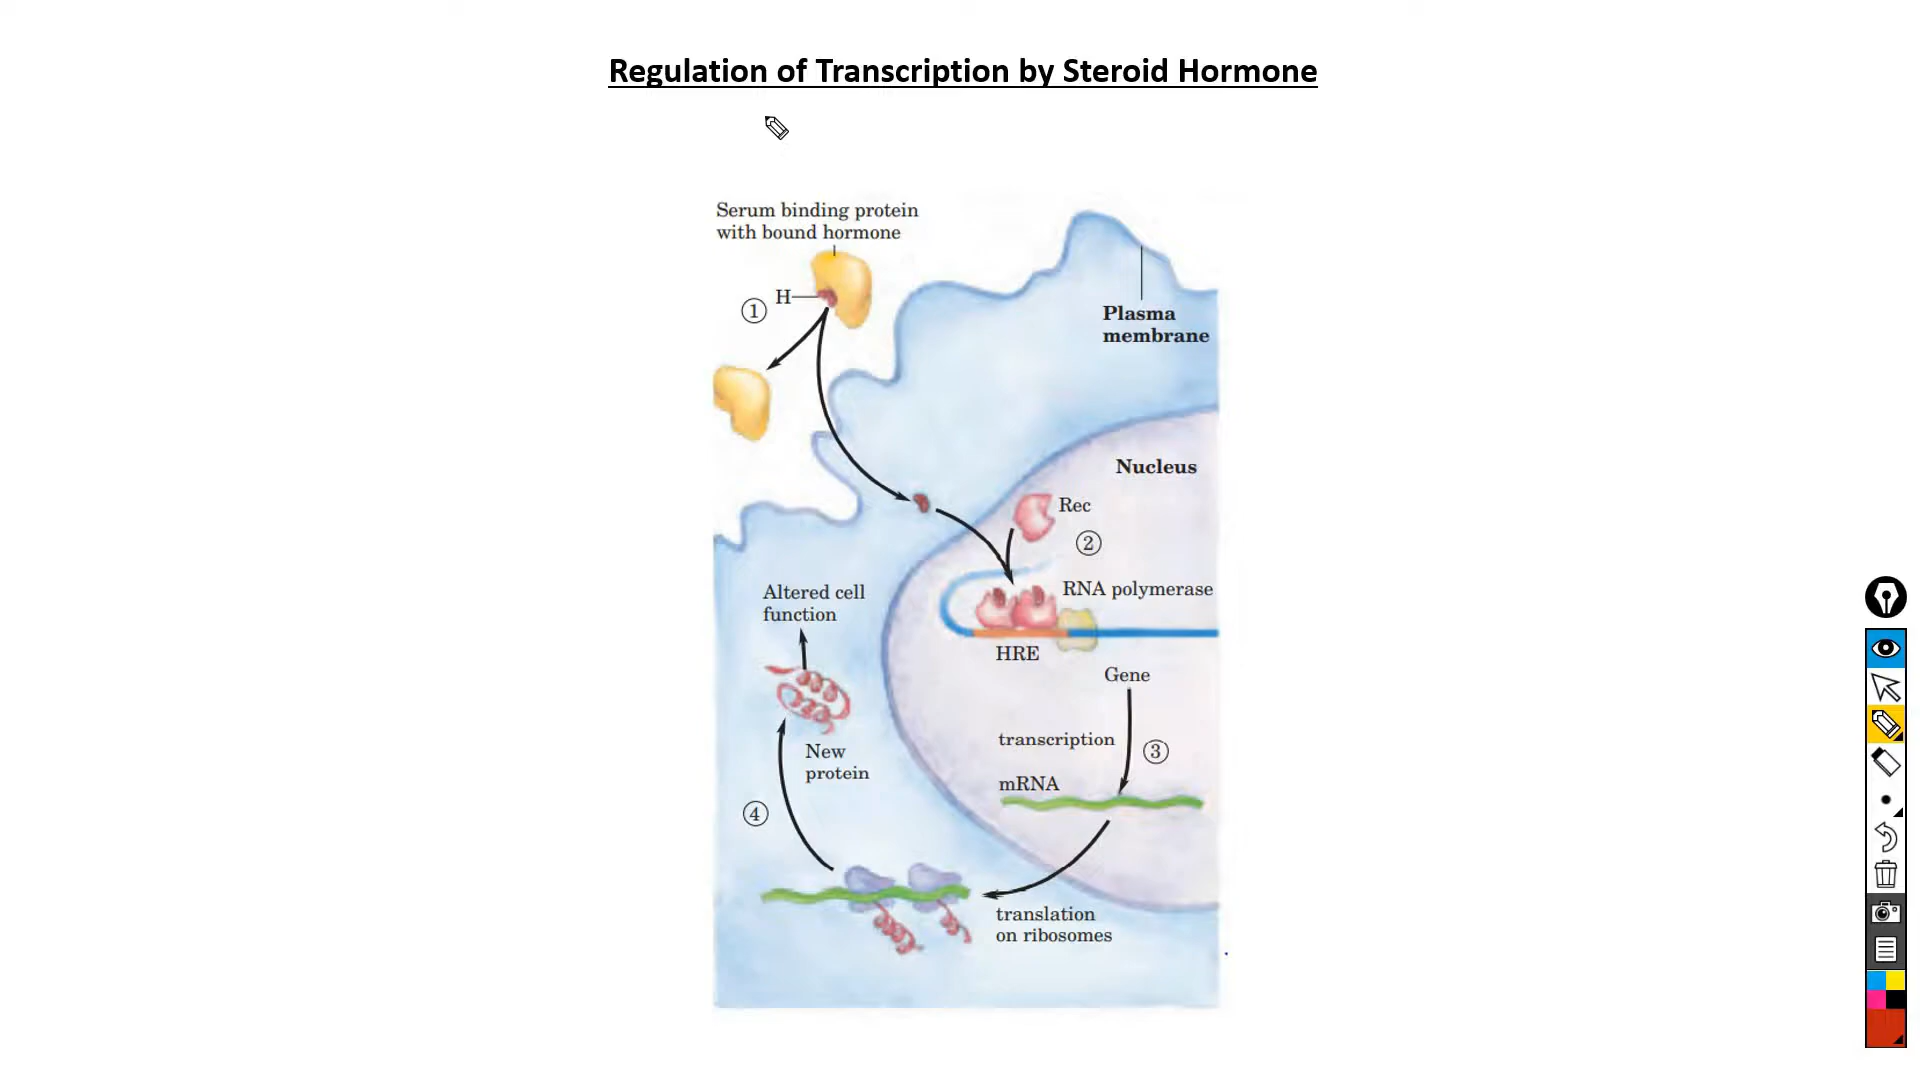 Regulation of Transcription by Steroid Hormone
Serum binding protein
with bound hormone
H
①
Plasma
membrane
Nucleus
Rec
②
RNA polymerase
HRE
Gene
Altered cell
function
transcription
③
mRNA
New
protein
④
translation
on ribosomes